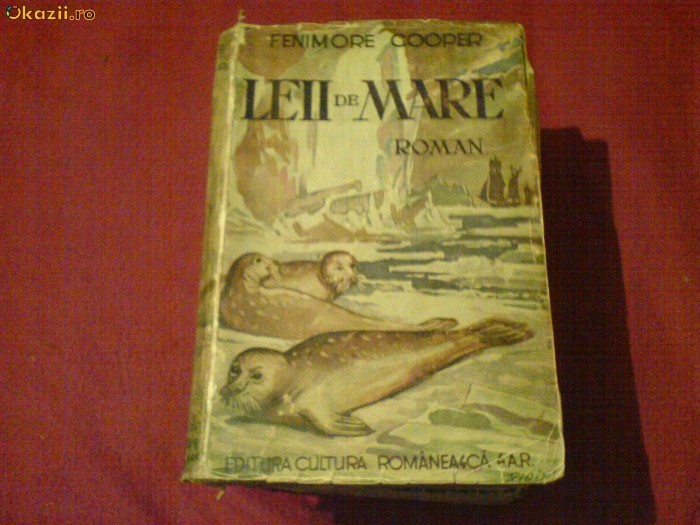 Okazii.ro
FENIMORE COOPER
LEII DE MARE
ROMAN
EDITURA CULTURA ROMÂNEASCĂ S.A.R.